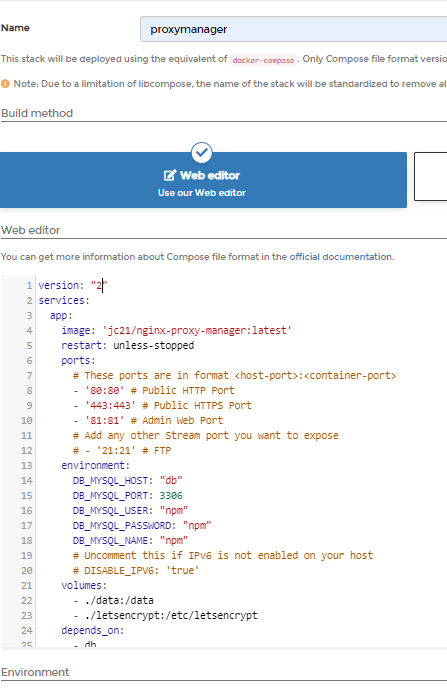 Name
proxymanager
This stack will be deployed using the equivalent of docker-compose. Only Compose file format versio
Note: Due to a limitation of libcompose, the name of the stack will be standardized to remove al
Build method
Web editor
Use our Web editor
Web editor
You can get more information about Compose file format in the official documentation.
1 version: "2"
2 services:
3 app:
4 image: 'jc21/nginx-proxy-manager:latest'
5 restart: unless-stopped
6 ports:
7 # These ports are in format <host-port>:<container-port>
8 - '80:80' # Public HTTP Port
9 - '443:443' # Public HTTPS Port
10 - '81:81' # Admin Web Port
11 # Add any other Stream port you want to expose
12 # - '21:21' # FTP
13 environment:
14 DB_MYSQL_HOST: "db"
15 DB_MYSQL_PORT: 3306
16 DB_MYSQL_USER: "npm"
17 DB_MYSQL_PASSWORD: "npm"
18 DB_MYSQL_NAME: "npm"
19 # Uncomment this if IPv6 is not enabled on your host
20 # DISABLE_IPV6: 'true'
21 volumes:
22 - ./data:/data
23 - ./letsencrypt:/etc/letsencrypt
24 depends_on:
25 - db
Environment